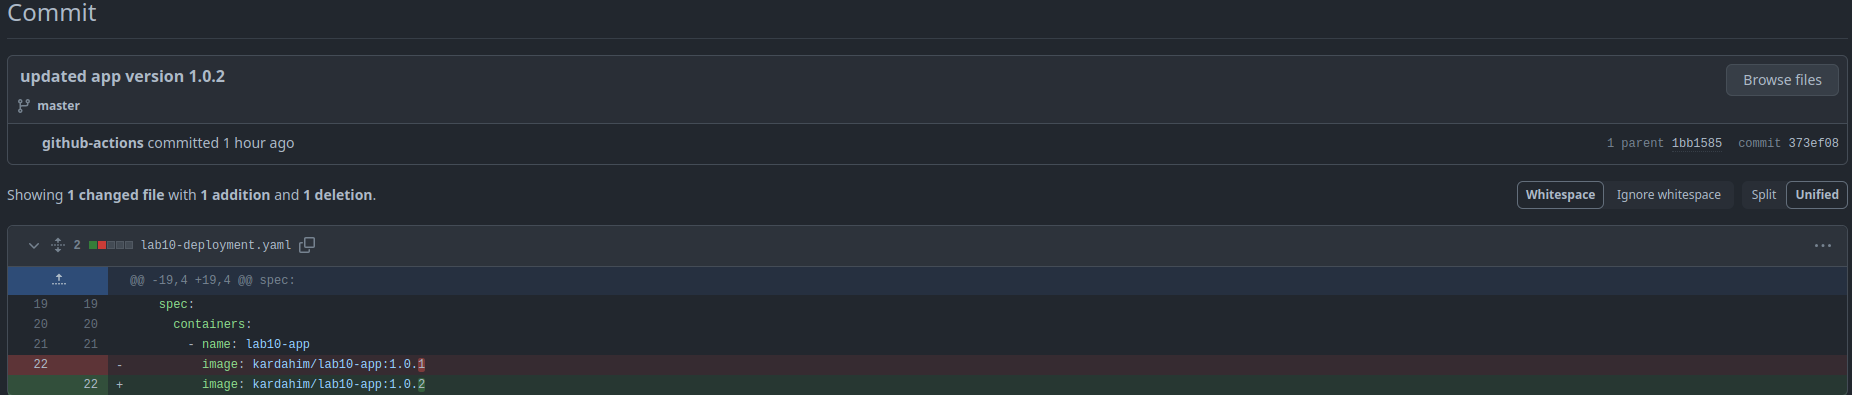 Commit
updated app version 1.0.2
Browse files
master
github-actions committed 1 hour ago
1 parent 1bb1585 commit 373ef08
Showing 1 changed file with 1 addition and 1 deletion.
Whitespace Ignore whitespace Split Unified
2 lab10-deployment.yaml
@@ -19,4 +19,4 @@ spec:
19 19 spec:
20 20 containers:
21 21 - name: lab10-app
22 - image: kardahim/lab10-app:1.0.1
22 + image: kardahim/lab10-app:1.0.2